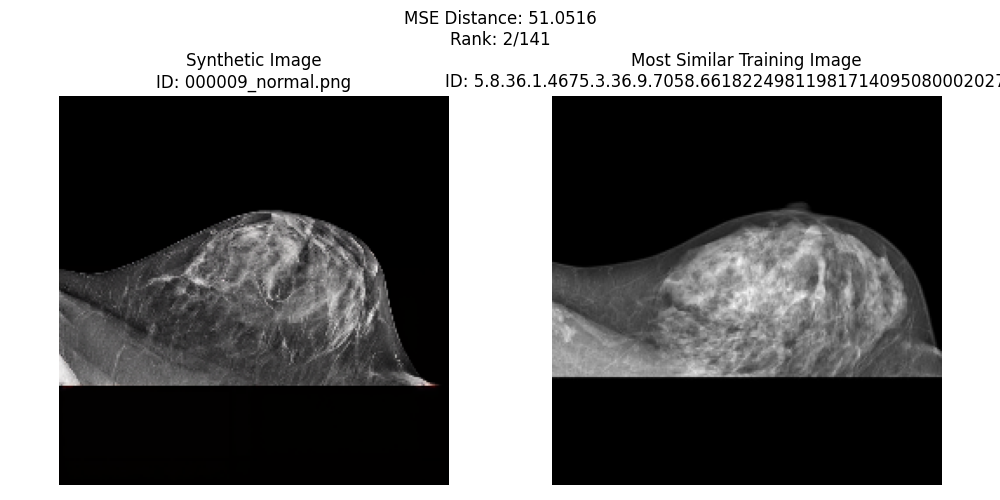 MSE Distance: 51.0516
Rank: 2/141
Synthetic Image
ID: 000009_normal.png
Most Similar Training Image
ID: 5.8.36.1.4675.3.36.9.7058.66182249811981714095080002027